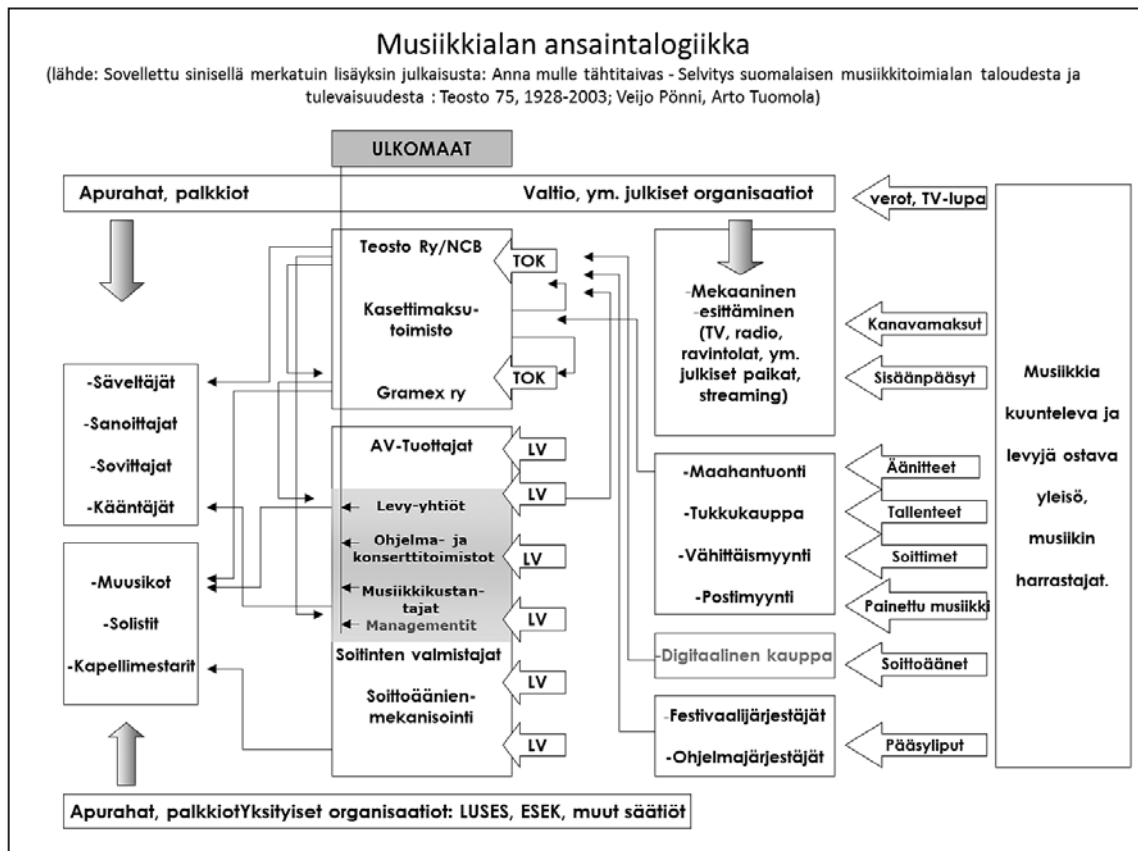 Musiikkialan ansaintalogiikka
(lähde: Sovellettu sinisellä merkatuin lisäyksin julkaisusta: Anna mulle tähtitaivas - Selvitys suomalaisen musiikkitoimialan taloudesta ja
tulevaisuudesta : Teosto 75, 1928-2003; Veijo Pönni, Arto Tuomola)
ULKOMAAT
Apurahat, palkkiot
Valtio, ym. julkiset organisaatiot
verot, TV-lupa
Teosto Ry/NCB
TOK
Kasettimaksu-
toimisto
TOK
Gramex ry
-Mekaaninen
-esittäminen
(TV, radio,
ravintolat, ym.
julkiset paikat,
streaming)
Kanavamaksut
Sisäänpääsyt
-Säveltäjät
-Sanoittajat
-Sovittajat
-Kääntäjät
AV-Tuottajat
LV
Levy-yhtiöt
LV
Ohjelma- ja
konserttitoimistot
LV
Musiikkikustan-
tajat
Managementit
LV
Soitinten valmistajat
Soittoäänien-
mekanisointi
LV
LV
-Maahantuonti
-Tukkukauppa
-Vähittäismyynti
-Postimyynti
Äänitteet
Tallenteet
Soittimet
Painettu musiikki
-Muusikot
-Solistit
-Kapellimestarit
-Digitaalinen kauppa
Soittoäänet
-Festivaalijärjestäjät
-Ohjelmajärjestäjät
Pääsyliput
Musiikkia
kuunteleva ja
levyjä ostava
yleisö,
musiikin
harrastajat.
Apurahat, palkkiotYksityiset organisaatiot: LUSES, ESEK, muut säätiöt